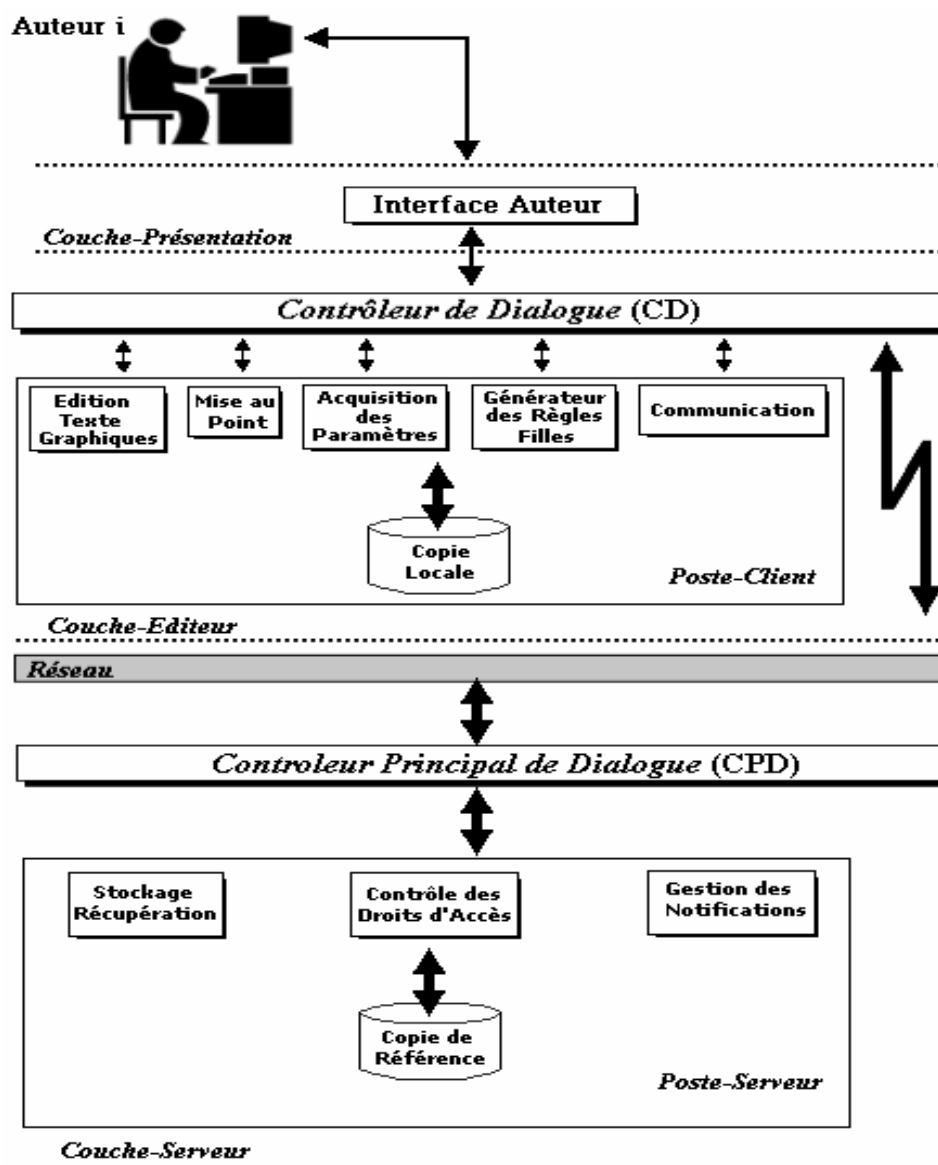 Auteur i
Interface Auteur
Couche-Présentation
Contrôleur de Dialogue (CD)
Edition
Texte
Graphiques
Mise au
Point
Acquisition
des
Paramètres
Générateur
des Règles
Filles
Communication
Copie
Locale
Poste-Client
Couche-Editeur
Réseau
Controleur Principal de Dialogue (CPD)
Stockage
Récupération
Contrôle des
Droits d'Accès
Gestion des
Notifications
Copie de
Référence
Poste-Serveur
Couche-Serveur